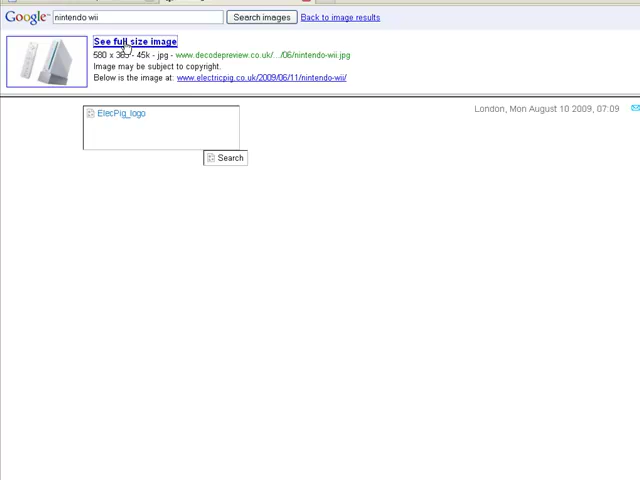 Google™ nintendo wii Search images Back to image results
See full size image
580 x 360 - 45k - jpg - www.decodepreview.co.uk/.../06/nintendo-wii.jpg
Image may be subject to copyright.
Below is the image at: www.electricpig.co.uk/2009/06/11/nintendo-wii/
ElecPig_logo
London, Mon August 10 2009, 07:09
Search